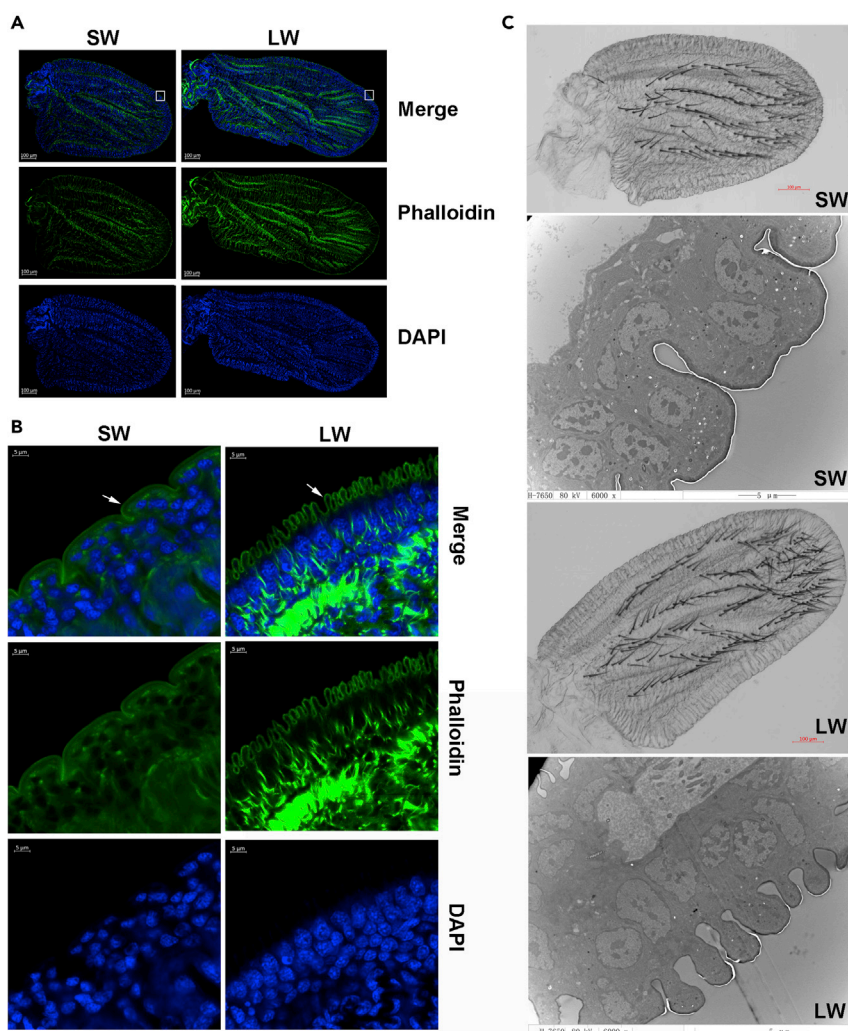 A
SW LW
Merge
100 μm 100 μm
Phalloidin
100 μm 100 μm
DAPI
100 μm 100 μm
B
SW LW
5 μm 5 μm
Merge
5 μm 5 μm
Phalloidin
5 μm 5 μm
DAPI
C
100 μm
SW
SW
H-7650 80 kV 6000 x 5 μm
LW
100 μm
LW